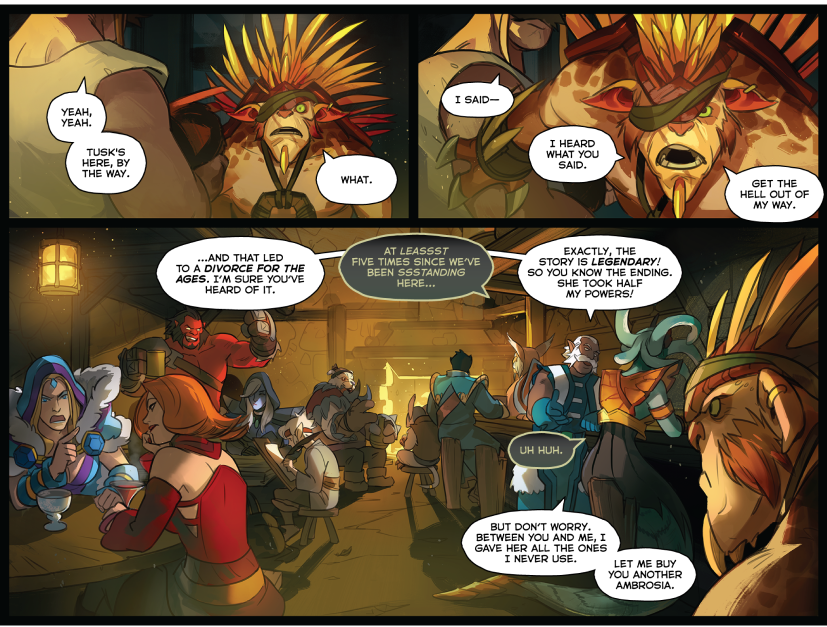 YEAH,
YEAH.
TUSK'S
HERE, BY
THE WAY.
WHAT.
I SAID—
I HEARD
WHAT YOU
SAID.
GET THE
HELL OUT OF
MY WAY.
...AND THAT LED
TO A DIVORCE FOR THE
AGES. I'M SURE YOU'VE
HEARD OF IT.
AT LEASSST
FIVE TIMES SINCE WE'VE
BEEN SSSTANDING
HERE...
EXACTLY, THE
STORY IS LEGENDARY!
SO YOU KNOW THE ENDING.
SHE TOOK HALF
MY POWERS!
UH HUH.
BUT DON'T WORRY.
BETWEEN YOU AND ME, I
GAVE HER ALL THE ONES
I NEVER USE.
LET ME BUY
YOU ANOTHER
AMBROSIA.